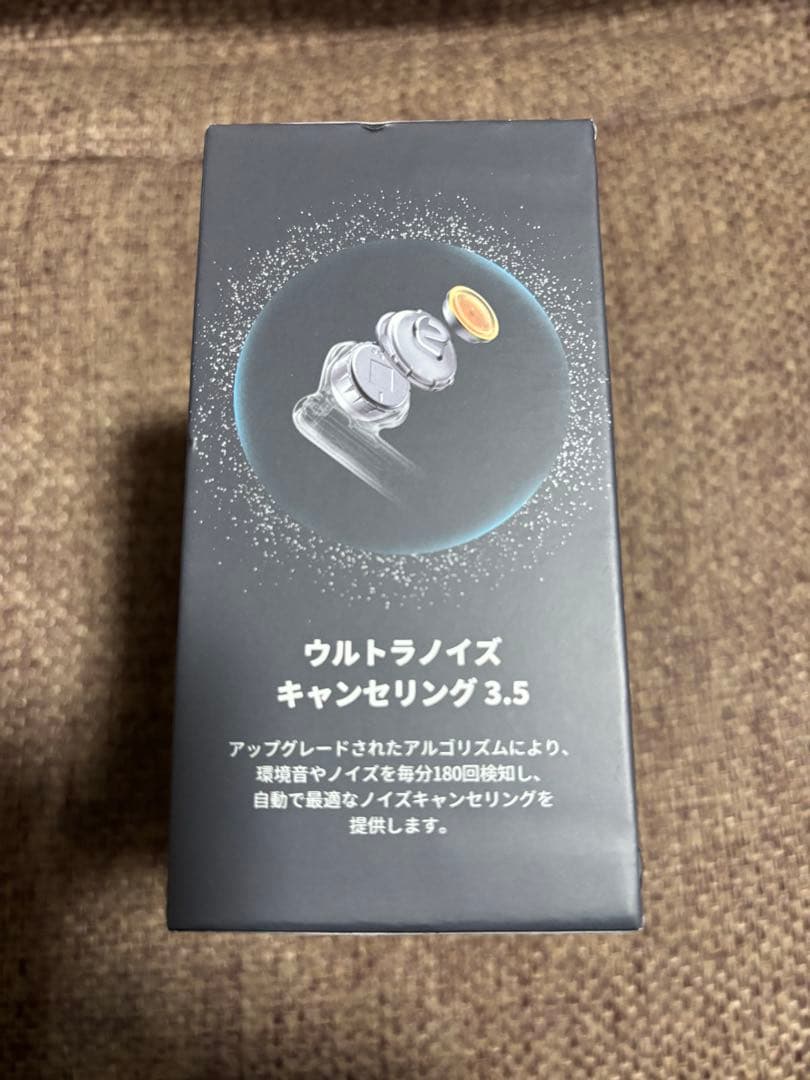 ウルトラノイズ
キャンセリング 3.5
アップグレードされたアルゴリズムにより、
環境音やノイズを毎分180回検知し、
自動で最適なノイズキャンセリングを
提供します。